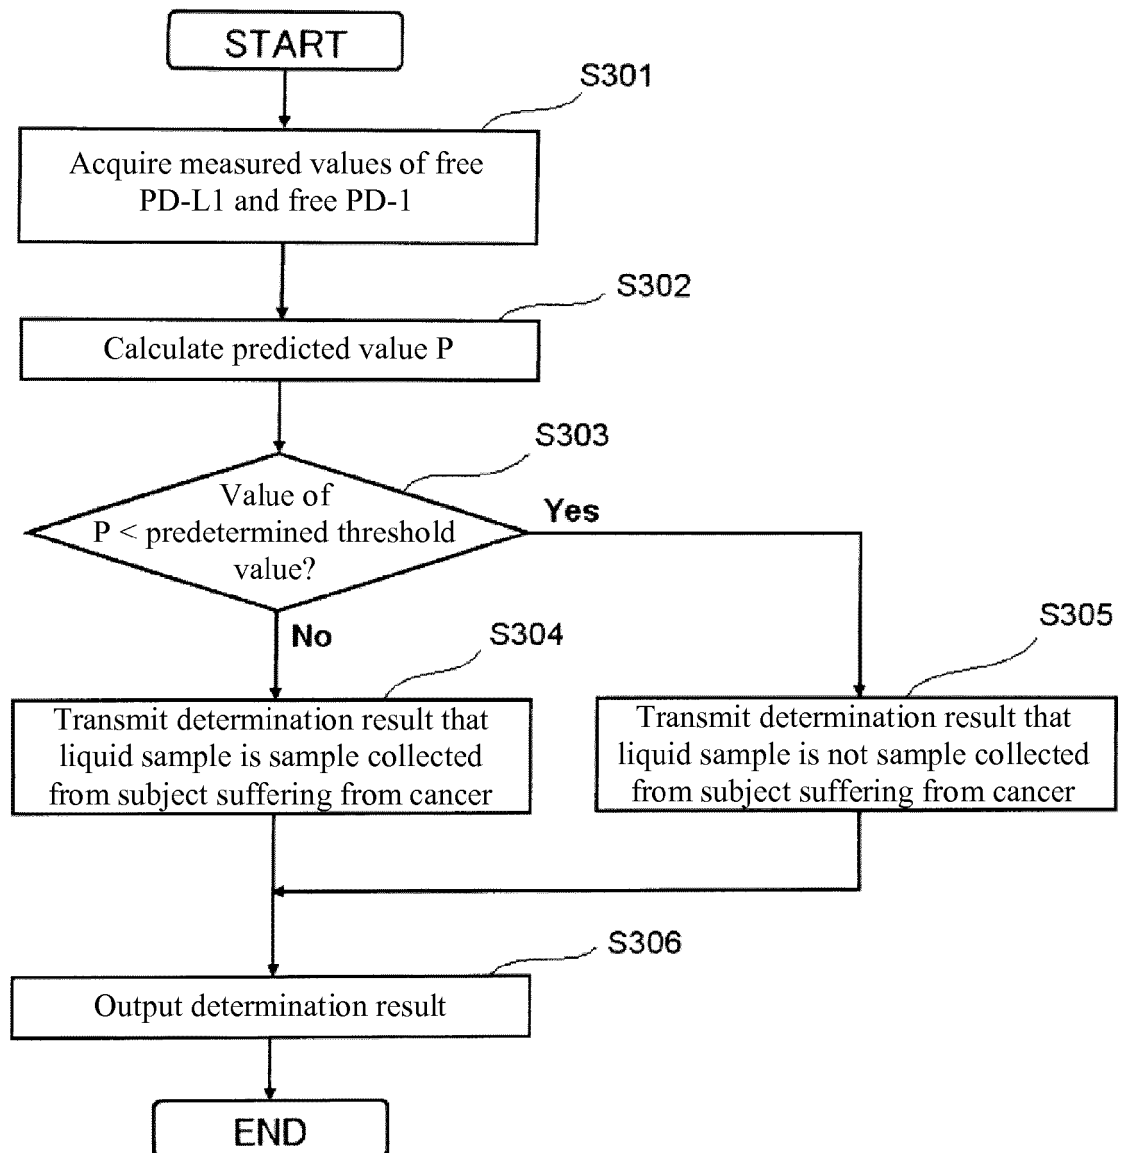 START
S301
Acquire measured values of free
PD-L1 and free PD-1
S302
Calculate predicted value P
S303
Value of
P < predetermined threshold
value?
Yes
No
S304
S305
Transmit determination result that
liquid sample is sample collected
from subject suffering from cancer
Transmit determination result that
liquid sample is not sample collected
from subject suffering from cancer
S306
Output determination result
END